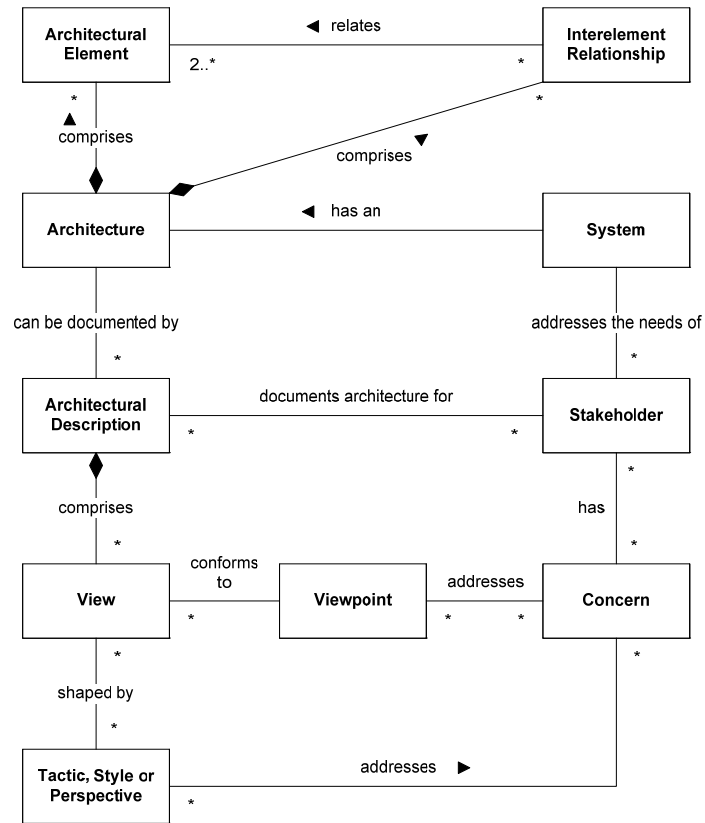 Architectural
Element
◄ relates
2..*
*
Interelement
Relationship
*
▲
comprises
*
comprises ▲
Architecture
◄ has an
System
can be documented by
*
addresses the needs of
*
Architectural
Description
documents architecture for
*
*
Stakeholder
*
comprises
*
has
*
View
conforms
to
*
Viewpoint
addresses
*
*
Concern
*
shaped by
*
*
Tactic, Style or
Perspective
addresses ►
*